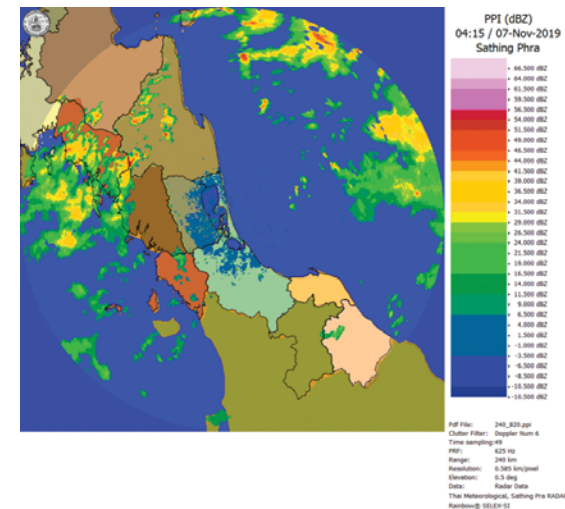 PPI (dBZ)
04:15 / 07-Nov-2019
Sathing Phra
+ 66.500 dBZ
+ 64.000 dBZ
+ 61.500 dBZ
+ 59.500 dBZ
+ 56.500 dBZ
+ 54.000 dBZ
+ 51.500 dBZ
+ 49.000 dBZ
+ 46.500 dBZ
+ 44.000 dBZ
+ 41.500 dBZ
+ 39.000 dBZ
+ 36.500 dBZ
+ 34.000 dBZ
+ 31.500 dBZ
+ 29.000 dBZ
+ 26.500 dBZ
+ 24.000 dBZ
+ 21.500 dBZ
+ 19.000 dBZ
+ 16.500 dBZ
+ 14.000 dBZ
+ 11.500 dBZ
+ 9.000 dBZ
+ 6.500 dBZ
+ 4.000 dBZ
+ 1.500 dBZ
+ -1.000 dBZ
+ -3.500 dBZ
+ -6.500 dBZ
+ -8.500 dBZ
+ -10.500 dBZ
- -10.500 dBZ
Pdf File: 240_820.ppi
Clutter Filter: Doppler Num 6
Time sampling:49
PRF: 625 Hz
Range: 240 km
Resolution: 0.585 km/pixel
Elevation: 0.5 deg
Data: Radar Data
Thai Meteorological, Sathing Pra RADAR
Rainbow® SELEX-SI